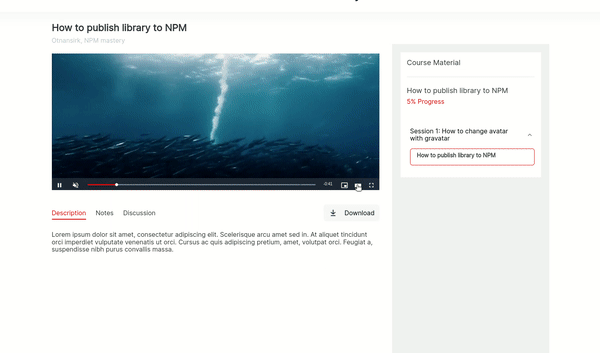 How to publish library to NPM
Otnansirk, NPM mastery
-0:41
Description
Notes
Discussion
Download
Lorem ipsum dolor sit amet, consectetur adipiscing elit. Scelerisque arcu amet sed in. At aliquet tincidunt
orci imperdiet vulputate venenatis ut orci. Cursus ac quis adipiscing pretium, amet, volutpat orci. Feugiat a,
suspendisse nibh purus convallis massa.
Course Material
How to publish library to NPM
5% Progress
Session 1: How to change avatar
with gravatar
How to publish library to NPM